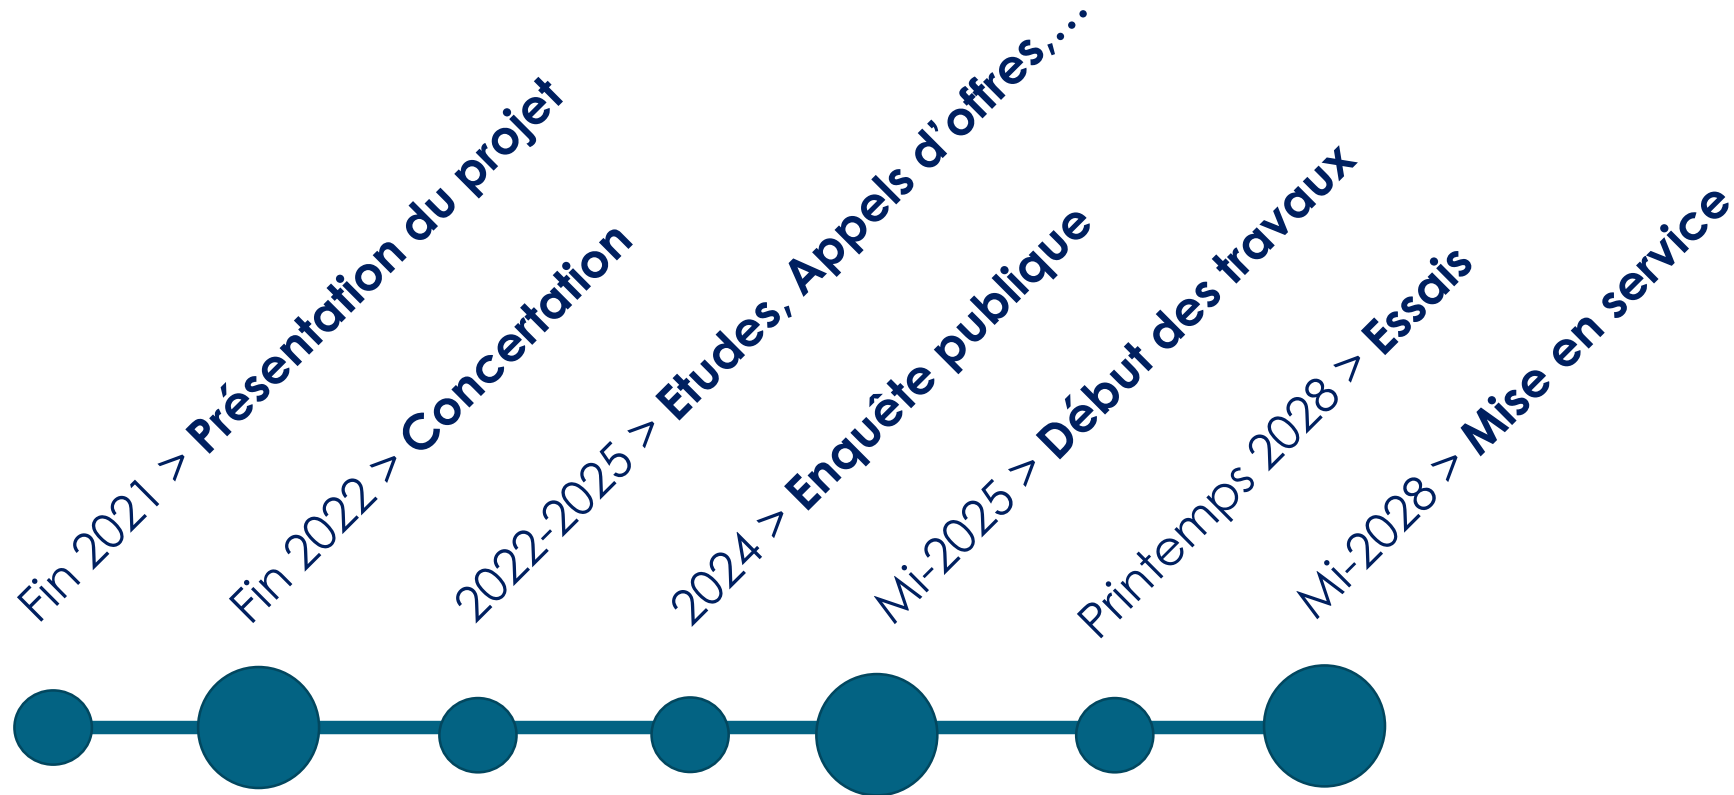 Fin 2021 > Présentation du projet
Fin 2022 > Concertation
2022-2025 > Etudes, Appels d’offres,…
2024 > Enquête publique
Mi-2025 > Début des travaux
Printemps 2028 > Essais
Mi-2028 > Mise en service